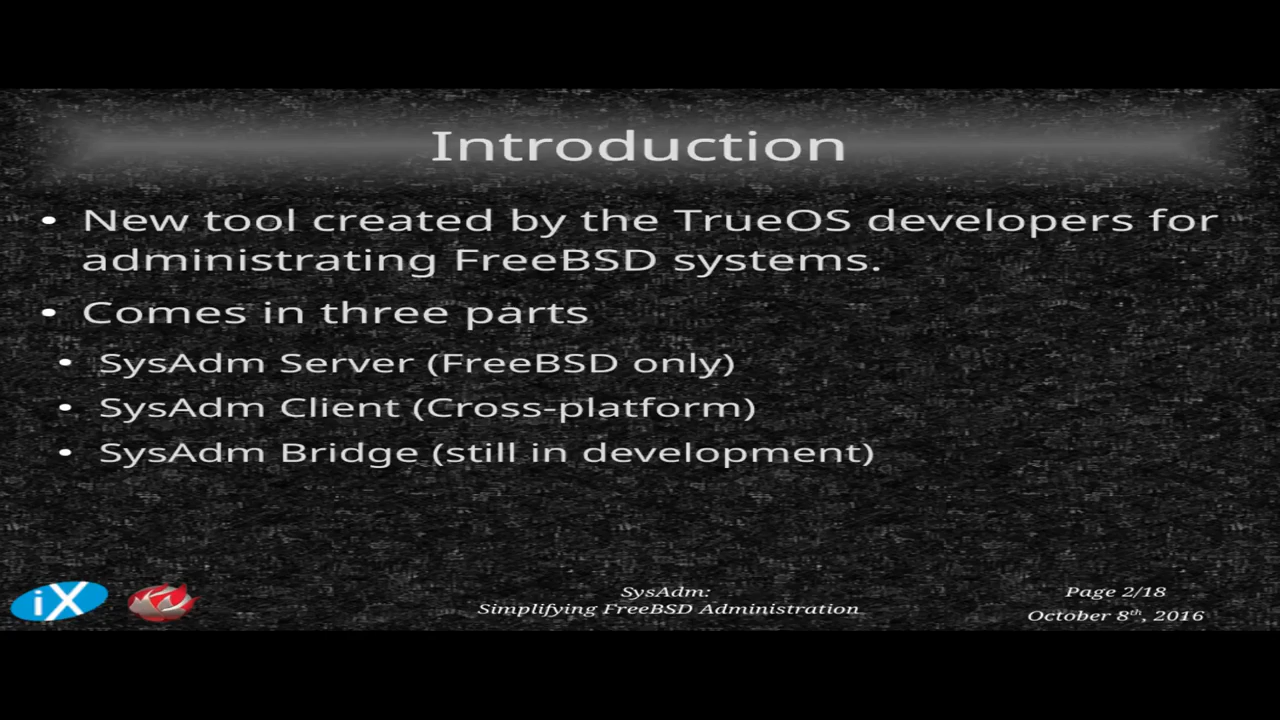 Introduction
• New tool created by the TrueOS developers for
administrating FreeBSD systems.
• Comes in three parts
• SysAdm Server (FreeBSD only)
• SysAdm Client (Cross-platform)
• SysAdm Bridge (still in development)
iX
SysAdm:
Simplifying FreeBSD Administration
Page 2/18
October 8th, 2016